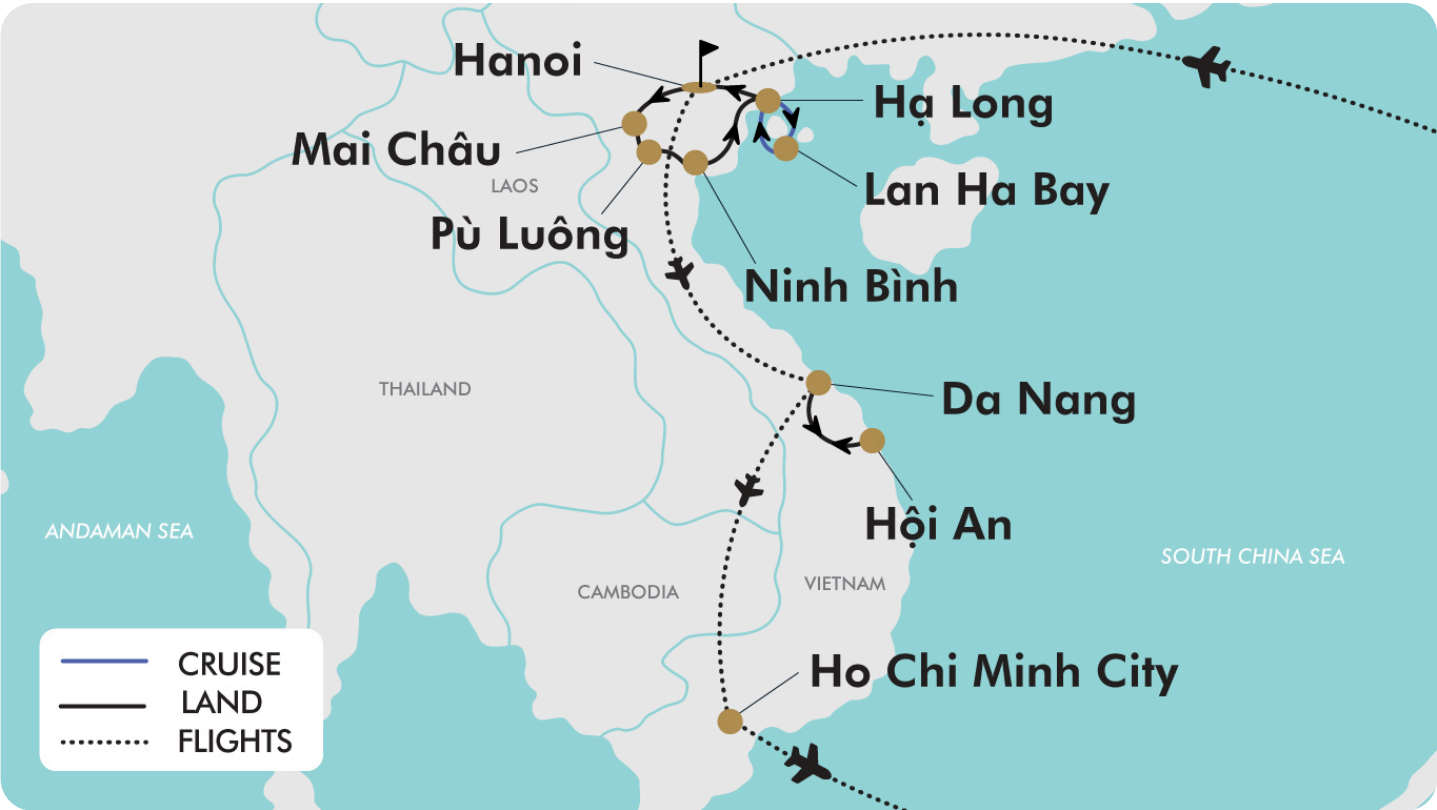 Hanoi
Hạ Long
Mai Châu
LAOS
Lan Ha Bay
Pù Luông
Ninh Bình
THAILAND
Da Nang
Hội An
ANDAMAN SEA
SOUTH CHINA SEA
CAMBODIA
VIETNAM
Ho Chi Minh City
CRUISE
LAND
FLIGHTS